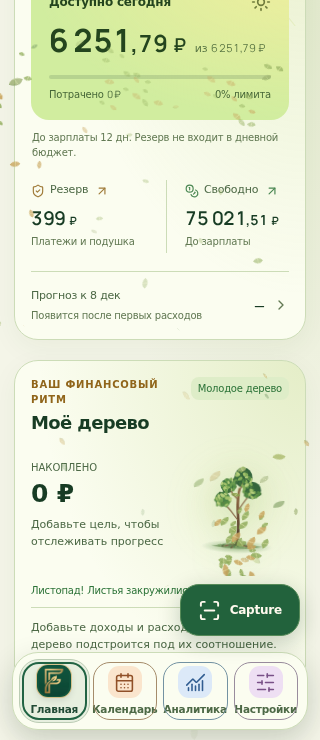 Доступно сегодня
6 251,79 ₽ из 6 251,79 ₽
Потрачено 0 ₽ 0% лимита
До зарплаты 12 дн. Резерв не входит в дневной
бюджет.
Резерв Свободно
399 ₽ 75 021,51 ₽
Платежи и подушка До зарплаты
Прогноз к 8 дек
Появится после первых расходов –
ВАШ ФИНАНСОВЫЙ
РИТМ
Молодое дерево
Моё дерево
НАКОПЛЕНО
0 ₽
Добавьте цель, чтобы
отслеживать прогресс
Листопад! Листья закружились
Capture
Добавьте доходы и расход
дерево подстроится под их соотношение.
Главная Календарь Аналитика Настройки